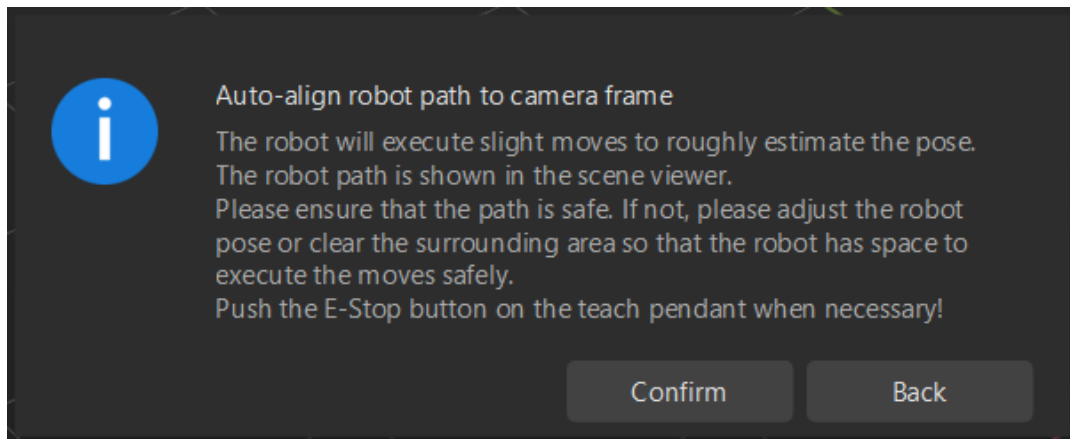 Auto-align robot path to camera frame
The robot will execute slight moves to roughly estimate the pose.
The robot path is shown in the scene viewer.
Please ensure that the path is safe. If not, please adjust the robot
pose or clear the surrounding area so that the robot has space to
execute the moves safely.
Push the E-Stop button on the teach pendant when necessary!
Confirm
Back